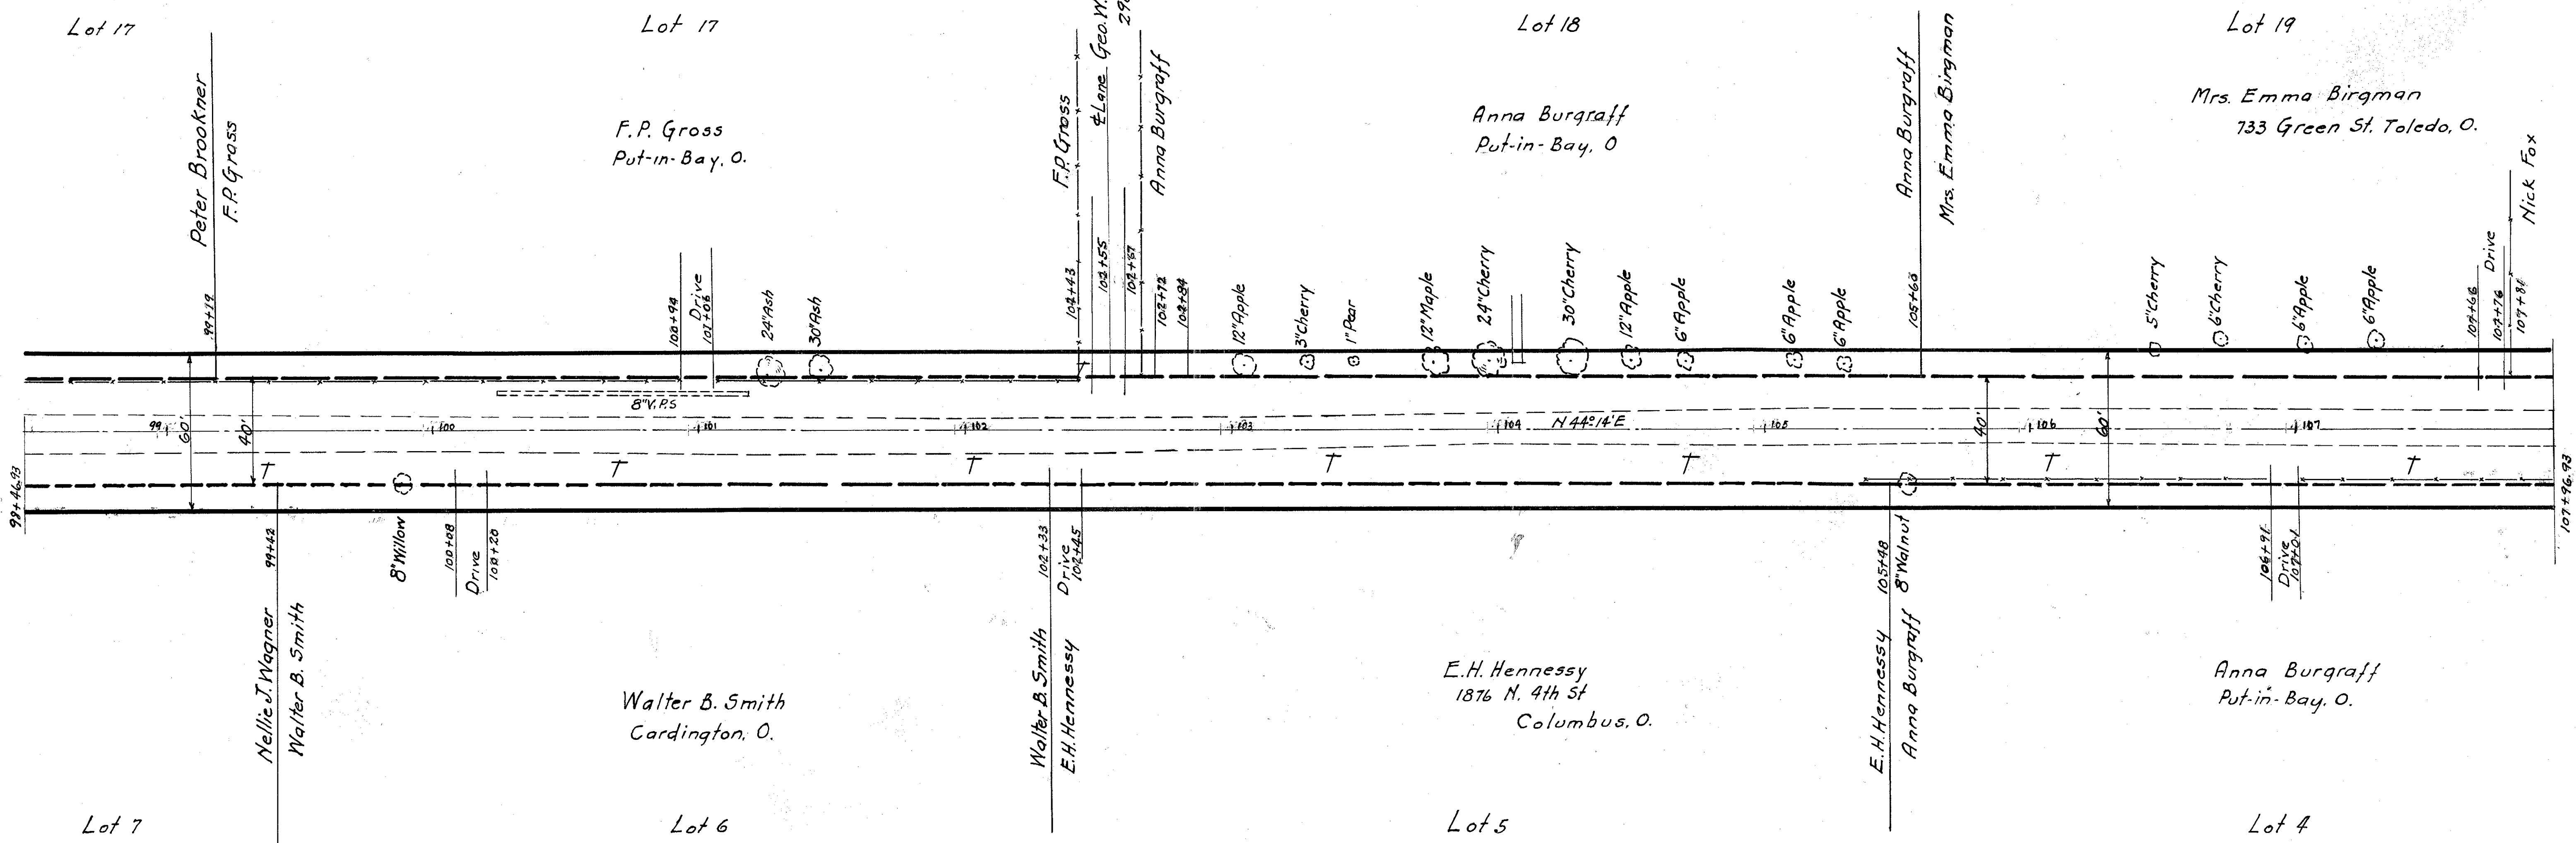 Lot 17
Lot 17
Lot 18
Lot 19
Peter Brookner
F.P. Gross
F.P. Gross
Put-in-Bay, O.
F.P. Gross
℄ Lane Geo. W.
Anna Burgraff
Anna Burgraff
Put-in-Bay, O
Anna Burgraff
Mrs. Emma Birgman
Mrs. Emma Birgman
733 Green St. Toledo, O.
Nick Fox
99+19
100+94
Drive
101+06
24" Ash
30" Ash
102+43
102+55
102+67
102+72
102+84
12" Apple
3" Cherry
1" Pear
12" Maple
24" Cherry
30" Cherry
12" Apple
6" Apple
6" Apple
6" Apple
105+60
5" Cherry
6" Cherry
6" Apple
6" Apple
107+66
Drive
107+76
107+81
T
8" V.P.S
99
100
101
102
103
104
N 44° 14' E
105
106
107
60'
40'
40'
60'
T
T
T
T
T
T
T
98+46.93
107+96.93
99+42
8" Willow
100+08
Drive
100+20
102+33
Drive
102+45
105+48
8" Walnut
106+91
Drive
107+01
Nellie J. Wagner
Walter B. Smith
Walter B. Smith
Cardington, O.
Walter B. Smith
E.H. Hennessy
E.H. Hennessy
1876 N. 4th St
Columbus, O.
E.H. Hennessy
Anna Burgraff
Anna Burgraff
Put-in-Bay, O.
Lot 7
Lot 6
Lot 5
Lot 4